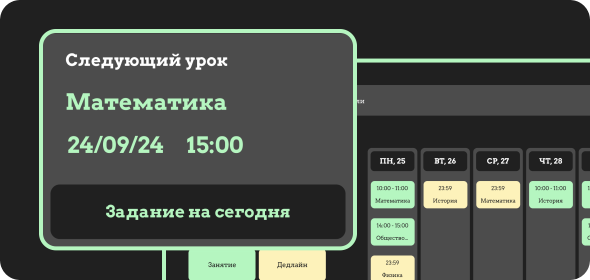 Следующий урок
Математика
24/09/24 15:00
Задание на сегодня
ПН, 25
ВТ, 26
СР, 27
ЧТ, 28
10:00 - 11:00
Математика
23:59
История
23:59
Математика
10:00 - 11:00
История
14:00 - 15:00
Общество...
23:59
Физика
Занятие
Дедлайн